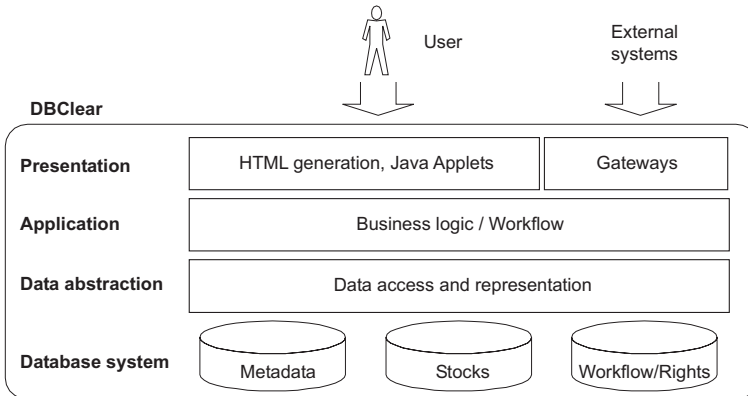 User
External
systems
DBClear
Presentation
HTML generation, Java Applets
Gateways
Application
Business logic / Workflow
Data abstraction
Data access and representation
Database system
Metadata
Stocks
Workflow/Rights